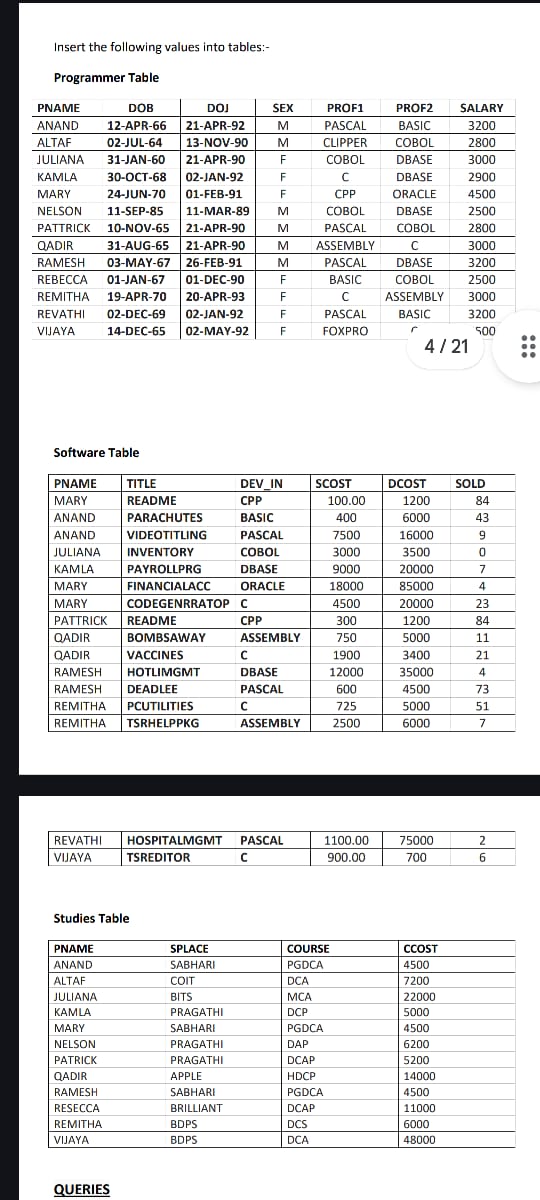 Insert the following values into tables:-
Programmer Table
PNAME DOB DOJ SEX PROF1 PROF2 SALARY
ANAND 12-APR-66 21-APR-92 M PASCAL BASIC 3200
ALTAF 02-JUL-64 13-NOV-90 M CLIPPER COBOL 2800
JULIANA 31-JAN-60 21-APR-90 F COBOL DBASE 3000
KAMLA 30-OCT-68 02-JAN-92 F C DBASE 2900
MARY 24-JUN-70 01-FEB-91 F CPP ORACLE 4500
NELSON 11-SEP-85 11-MAR-89 M COBOL DBASE 2500
PATTRICK 10-NOV-65 21-APR-90 M PASCAL COBOL 2800
QADIR 31-AUG-65 21-APR-90 M ASSEMBLY C 3000
RAMESH 03-MAY-67 26-FEB-91 M PASCAL DBASE 3200
REBECCA 01-JAN-67 01-DEC-90 F BASIC COBOL 2500
REMITHA 19-APR-70 20-APR-93 F C ASSEMBLY 3000
REVATHI 02-DEC-69 02-JAN-92 F PASCAL BASIC 3200
VIJAYA 14-DEC-65 02-MAY-92 F FOXPRO
4 / 21
Software Table
PNAME TITLE DEV_IN SCOST DCOST SOLD
MARY README CPP 100.00 1200 84
ANAND PARACHUTES BASIC 400 6000 43
ANAND VIDEOTITLING PASCAL 7500 16000 9
JULIANA INVENTORY COBOL 3000 3500 0
KAMLA PAYROLLPRG DBASE 9000 20000 7
MARY FINANCIALACC ORACLE 18000 85000 4
MARY CODEGENRRATOP C 4500 20000 23
PATTRICK README CPP 300 1200 84
QADIR BOMBSAWAY ASSEMBLY 750 5000 11
QADIR VACCINES C 1900 3400 21
RAMESH HOTLIMGMT DBASE 12000 35000 4
RAMESH DEADLEE PASCAL 600 4500 73
REMITHA PCUTILITIES C 725 5000 51
REMITHA TSRHELPPKG ASSEMBLY 2500 6000 7
REVATHI HOSPITALMGMT PASCAL 1100.00 75000 2
VIJAYA TSREDITOR C 900.00 700 6
Studies Table
PNAME SPLACE COURSE CCOST
ANAND SABHARI PGDCA 4500
ALTAF COIT DCA 7200
JULIANA BITS MCA 22000
KAMLA PRAGATHI DCP 5000
MARY SABHARI PGDCA 4500
NELSON PRAGATHI DAP 6200
PATRICK PRAGATHI DCAP 5200
QADIR APPLE HDCP 14000
RAMESH SABHARI PGDCA 4500
RESECCA BRILLIANT DCAP 11000
REMITHA BDPS DCS 6000
VIJAYA BDPS DCA 48000
QUERIES